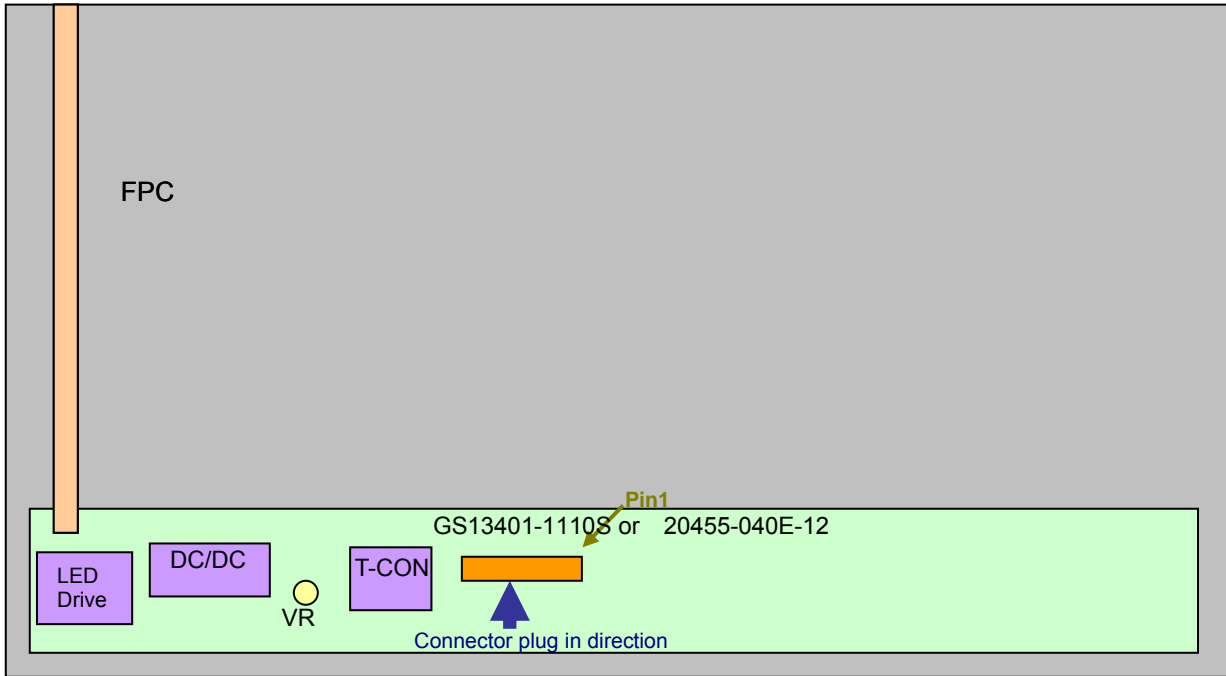 FPC
Pin1
GS13401-1110S or 20455-040E-12
LED
Drive
DC/DC
VR
T-CON
Connector plug in direction